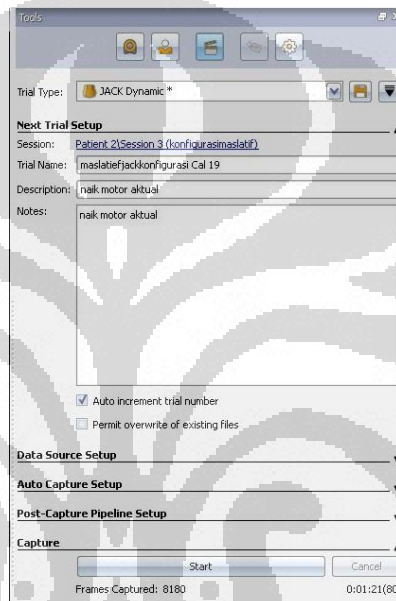 Tools
Trial Type: JACK Dynamic *
Next Trial Setup
Session: Patient 2\Session 3 (konfigurasimaslatif)
Trial Name: maslatiefjackkonfigurasi Cal 19
Description: naik motor aktual
Notes: naik motor aktual
Auto increment trial number
Permit overwrite of existing files
Data Source Setup
Auto Capture Setup
Post-Capture Pipeline Setup
Capture
Start Cancel
Frames Captured: 8180 0:01:21(80